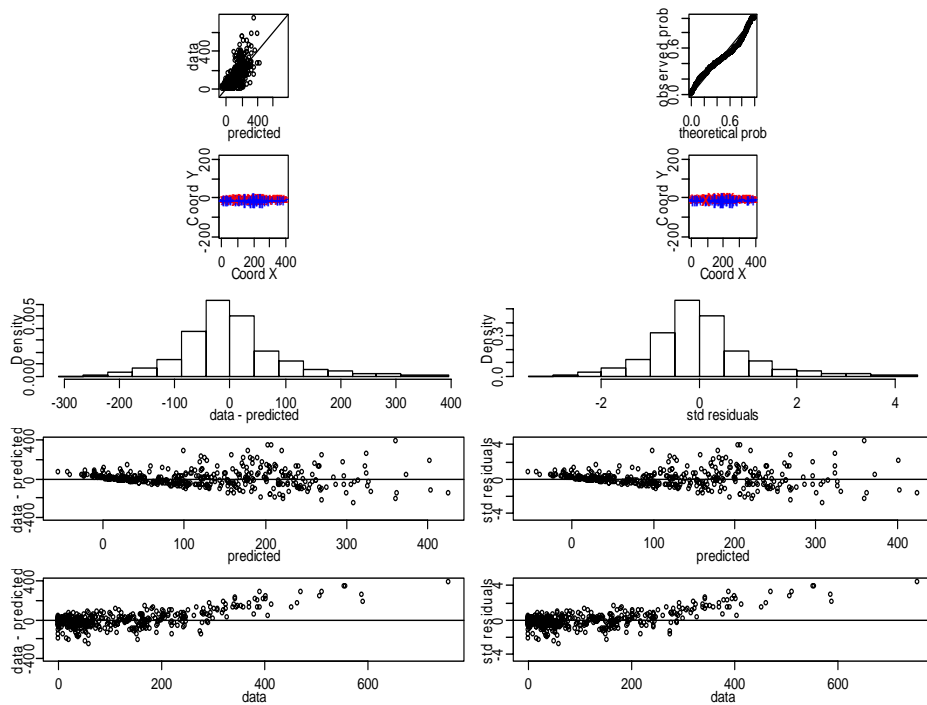 data
0 400
0 400
predicted
observed prob
0.0 0.6
0.0 0.6
theoretical prob
Coord Y
-200 0 200
0 200 400
Coord X
Coord Y
-200 0 200
0 200 400
Coord X
Density
0.000 0.005
-300 -200 -100 0 100 200 300 400
data - predicted
Density
0.0 0.3
-2 0 2 4
std residuals
data - predicted
-400 0 400
0 100 200 300 400
predicted
std residuals
-4 0 4
0 100 200 300 400
predicted
data - predicted
-400 0 400
0 200 400 600
data
std residuals
-4 0 4
0 200 400 600
data